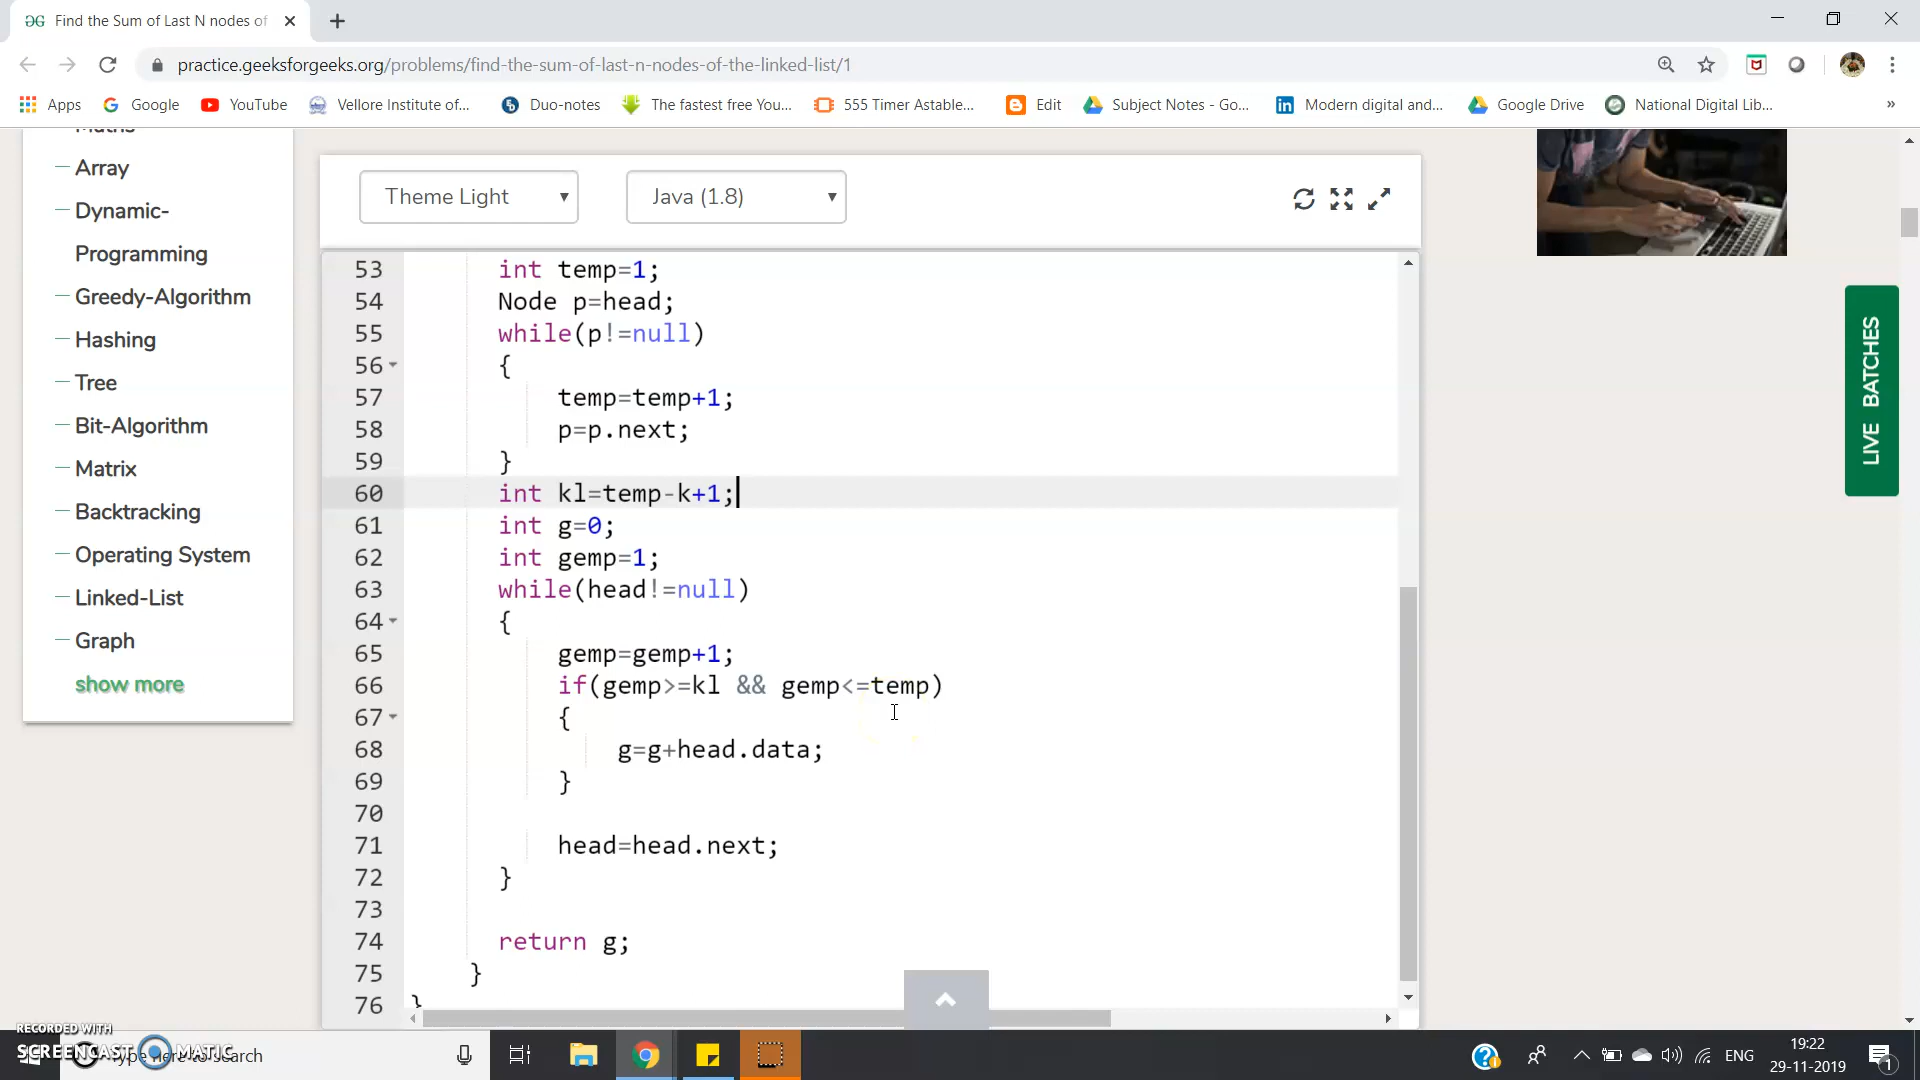 Find the Sum of Last N nodes of
practice.geeksforgeeks.org/problems/find-the-sum-of-last-n-nodes-of-the-linked-list/1
Apps
Google
YouTube
Vellore Institute of...
Duo-notes
The fastest free You...
555 Timer Astable...
Edit
Subject Notes - Go...
Modern digital and...
Google Drive
National Digital Lib...
»
Maths
Array
Dynamic-
Programming
Greedy-Algorithm
Hashing
Tree
Bit-Algorithm
Matrix
Backtracking
Operating System
Linked-List
Graph
show more
Theme Light
Java (1.8)
53 int temp=1;
54 Node p=head;
55 while(p!=null)
56 {
57 temp=temp+1;
58 p=p.next;
59 }
60 int kl=temp-k+1;
61 int g=0;
62 int gemp=1;
63 while(head!=null)
64 {
65 gemp=gemp+1;
66 if(gemp>=kl && gemp<=temp)
67 {
68 g=g+head.data;
69 }
70
71 head=head.next;
72 }
73
74 return g;
75 }
76 }
LIVE BATCHES
RECORDED WITH
SCREENCAST MATIC
Type here to search
ENG
19:22
29-11-2019
1